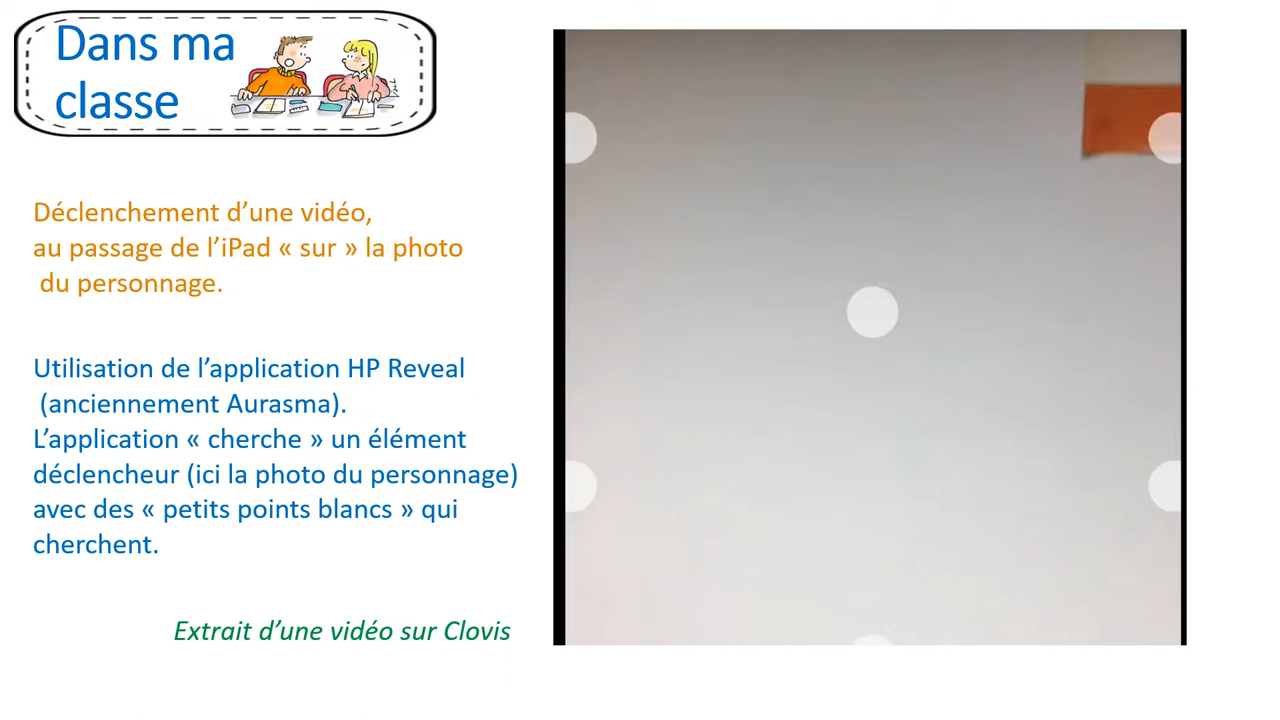 Dans ma
classe
Déclenchement d’une vidéo,
au passage de l’iPad « sur » la photo
du personnage.
Utilisation de l’application HP Reveal
(anciennement Aurasma).
L’application « cherche » un élément
déclencheur (ici la photo du personnage)
avec des « petits points blancs » qui
cherchent.
Extrait d’une vidéo sur Clovis